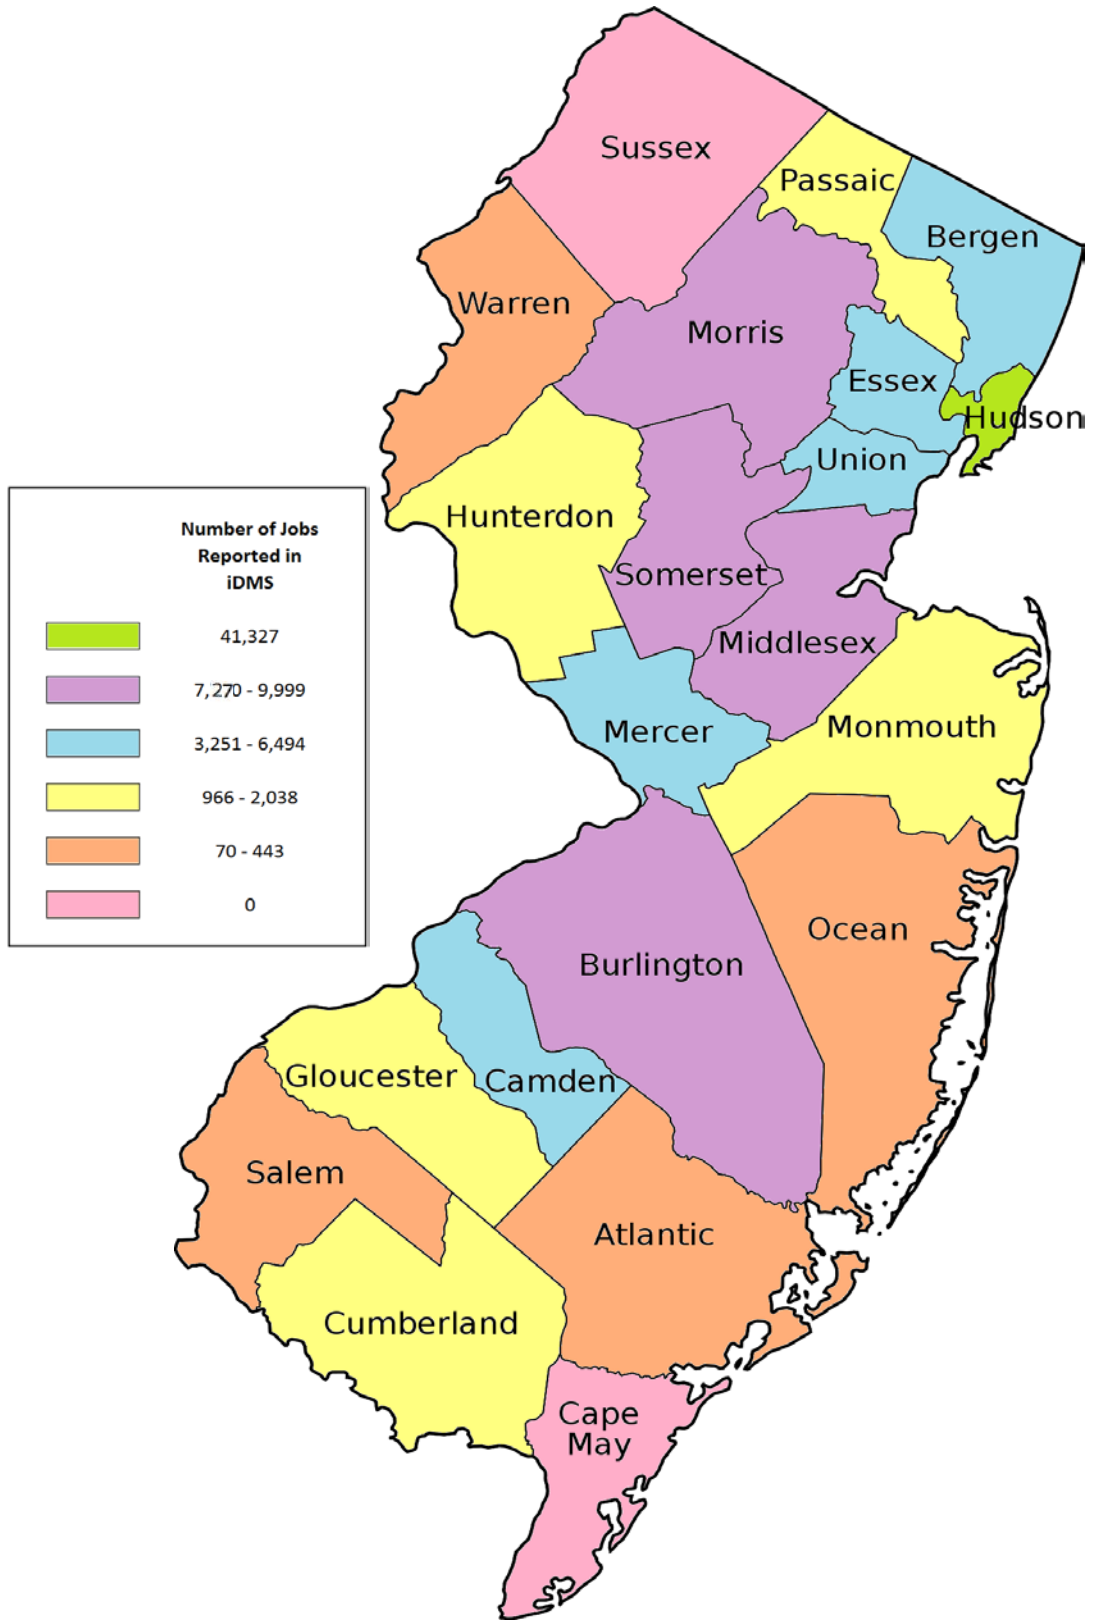 Sussex
Passaic
Bergen
Warren
Morris
Essex
Hudson
Union
Hunterdon
Number of Jobs
Reported in
iDMS
41,327
7,270 - 9,999
3,251 - 6,494
966 - 2,038
70 - 443
0
Somerset
Middlesex
Mercer
Monmouth
Ocean
Burlington
Gloucester
Camden
Salem
Atlantic
Cumberland
Cape
May